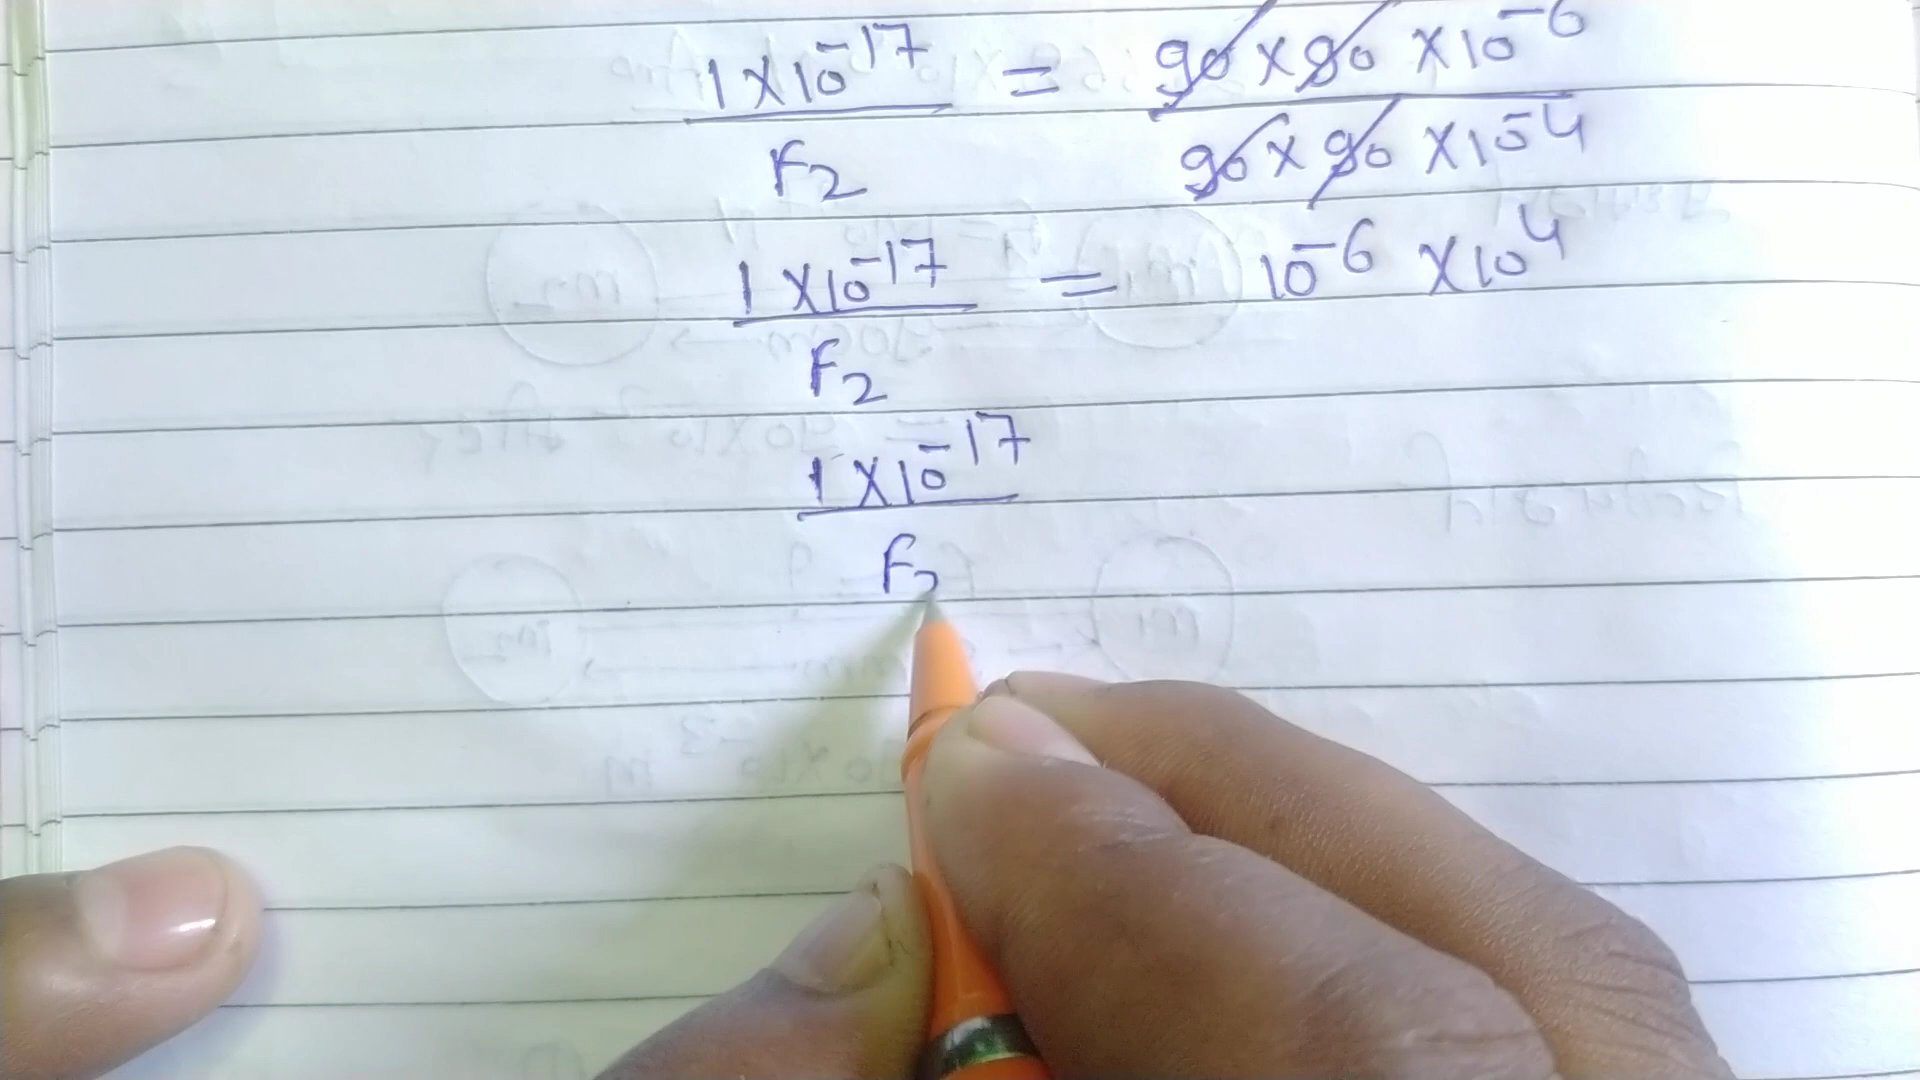 1 × 10⁻¹⁷ = 90 × 90 × 10⁻⁶
F₂ 90 × 90 × 10⁻⁴
1 × 10⁻¹⁷ = 10⁻⁶ × 10⁴
F₂
1 × 10⁻¹⁷
F₂